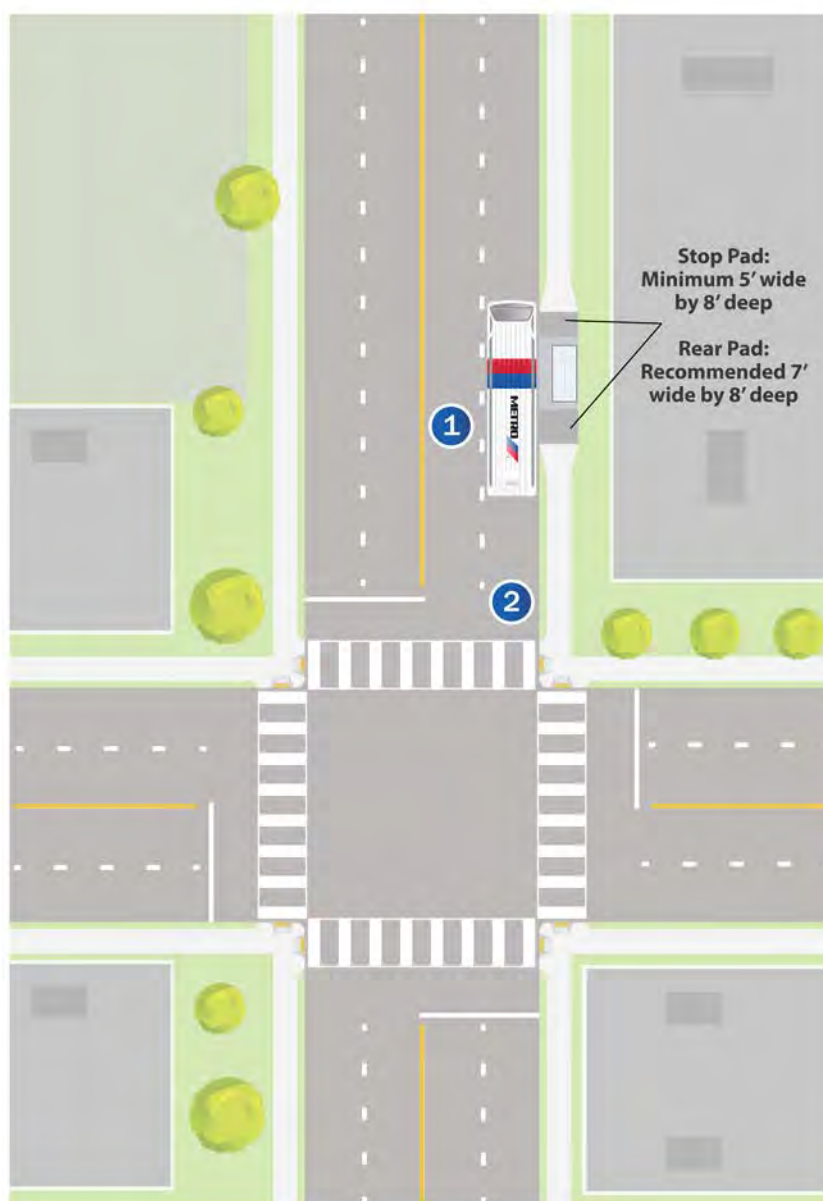 Stop Pad:
Minimum 5’ wide
by 8’ deep
Rear Pad:
Recommended 7’
wide by 8’ deep
1
METRO
2